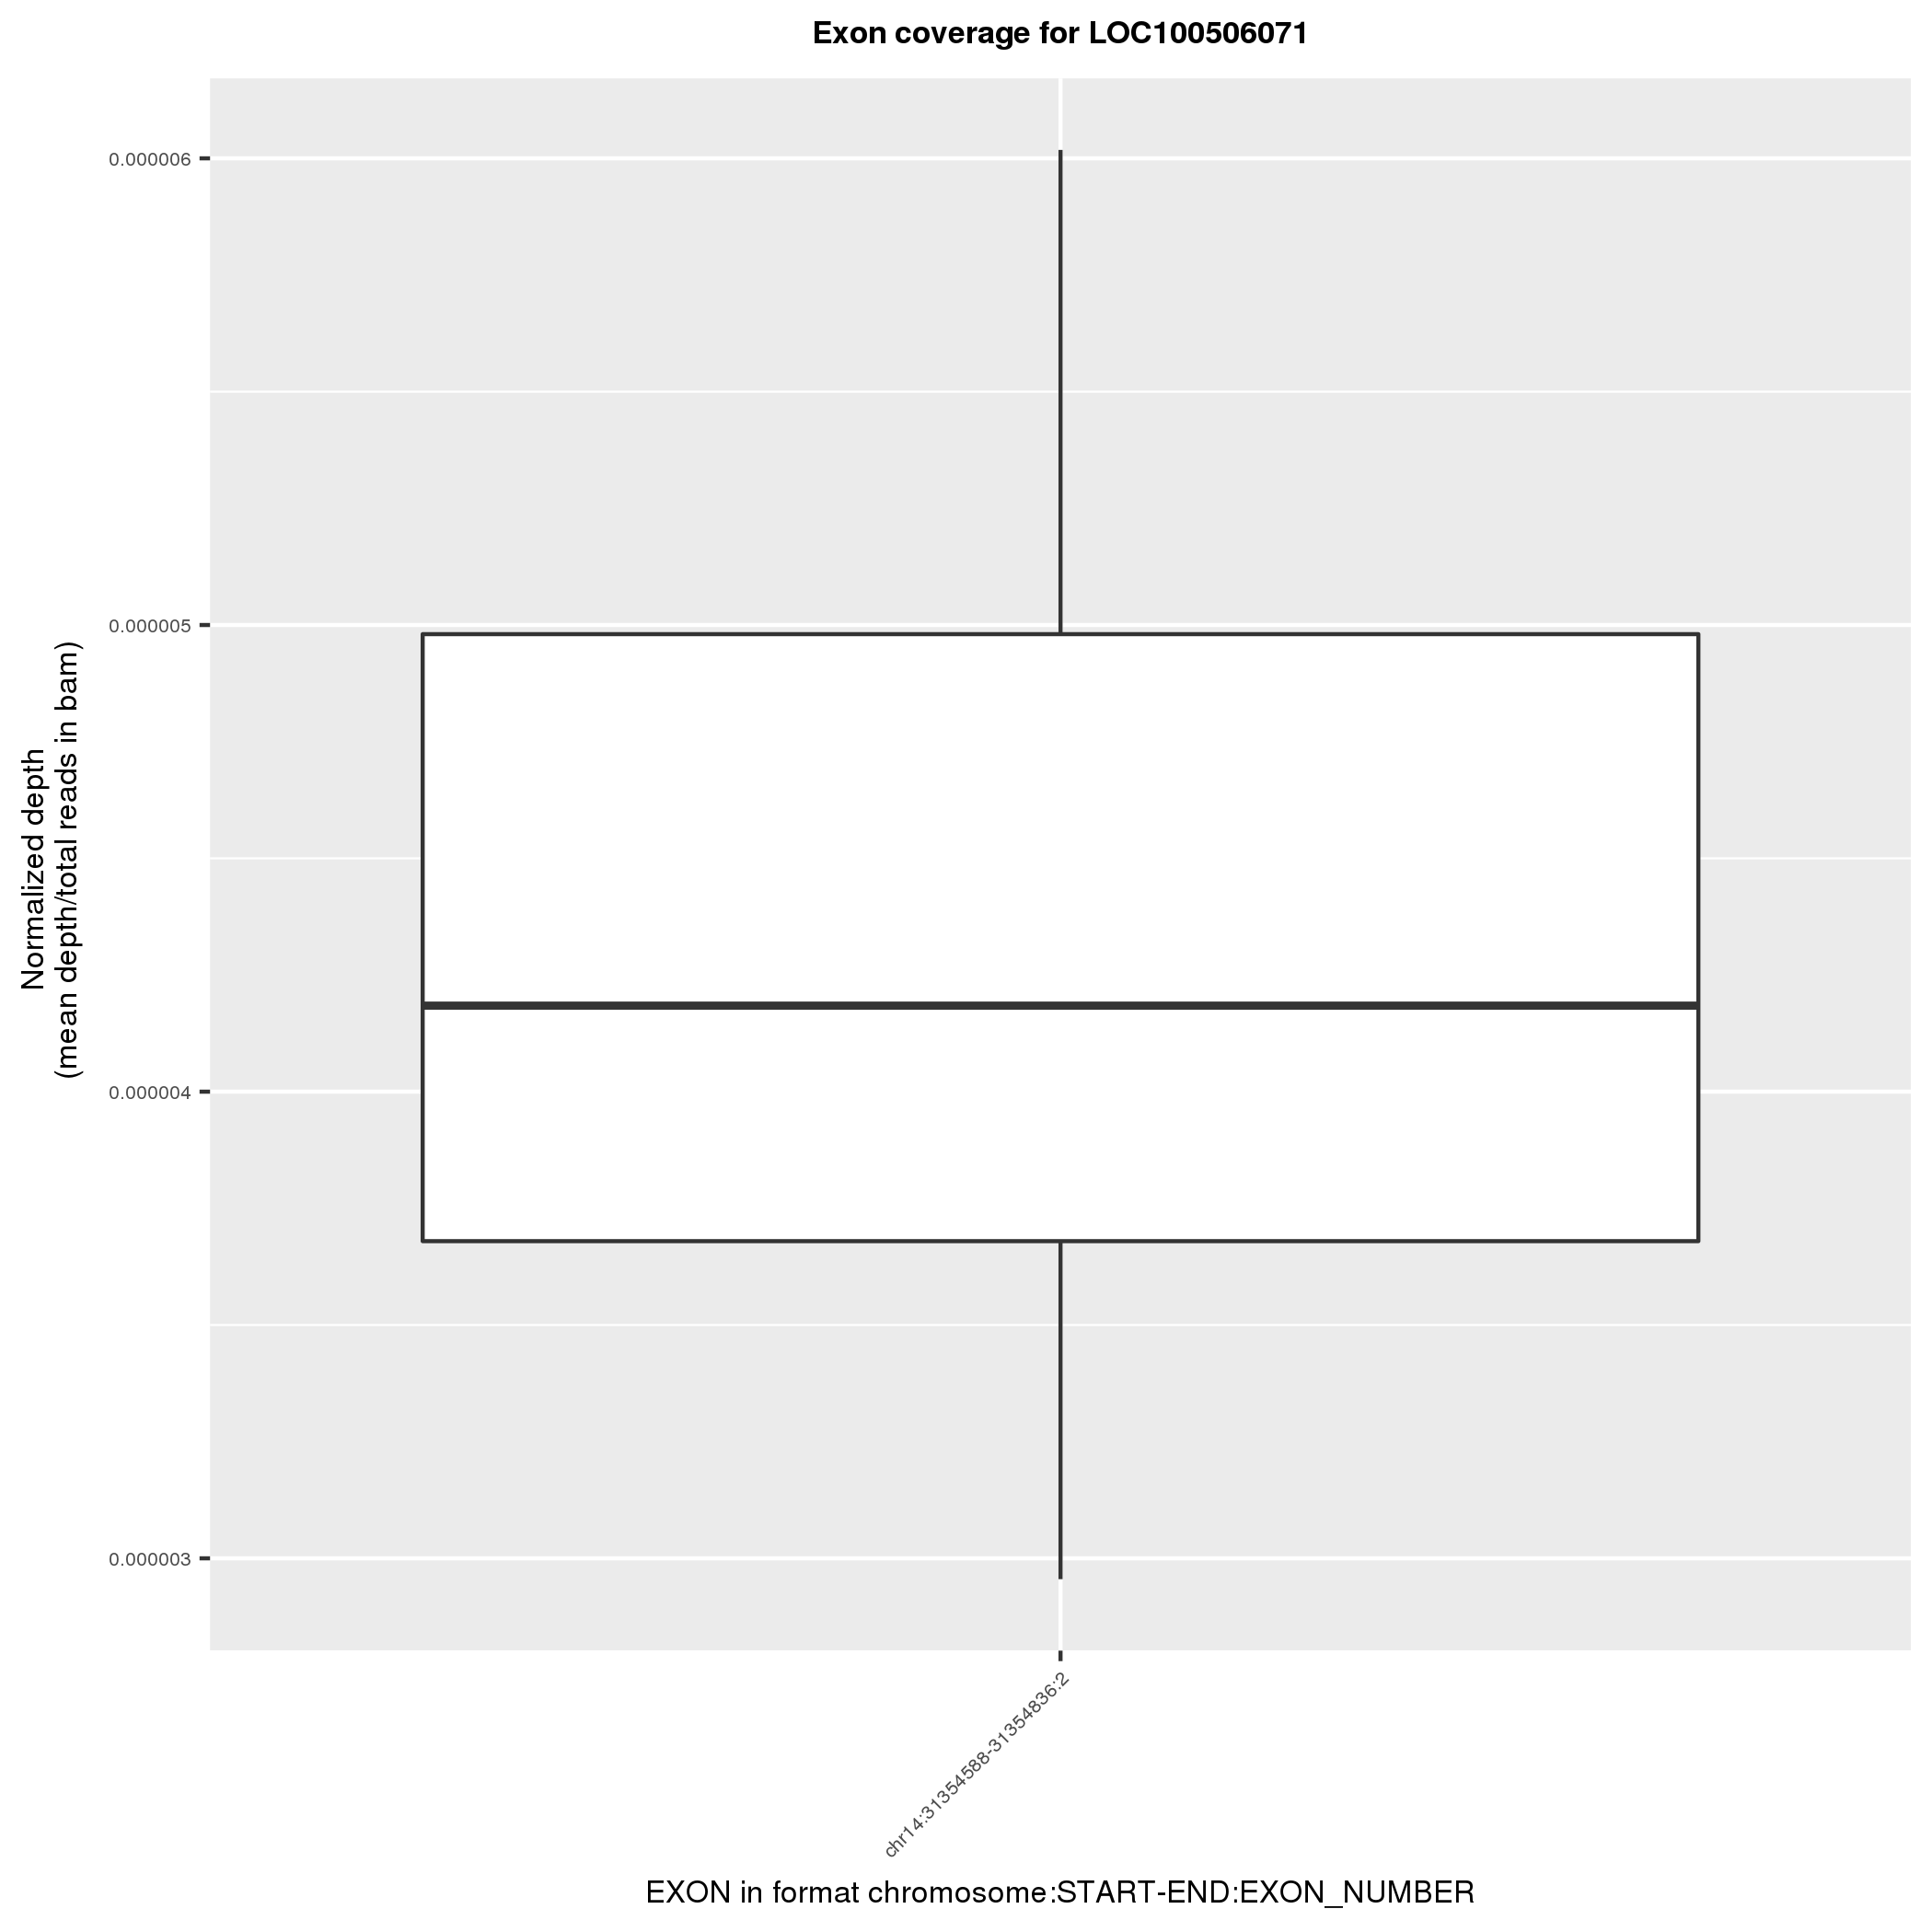 Exon coverage for LOC100506071
Normalized depth
(mean depth/total reads in bam)
0.000006
0.000005
0.000004
0.000003
chr14:31354588-31354836:2
EXON in format chromosome:START-END:EXON_NUMBER